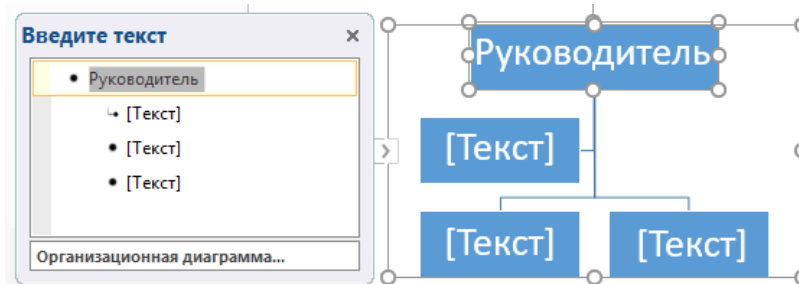 Введите текст
Руководитель
[Текст]
[Текст]
[Текст]
Организационная диаграмма...
Руководитель
[Текст]
[Текст]
[Текст]